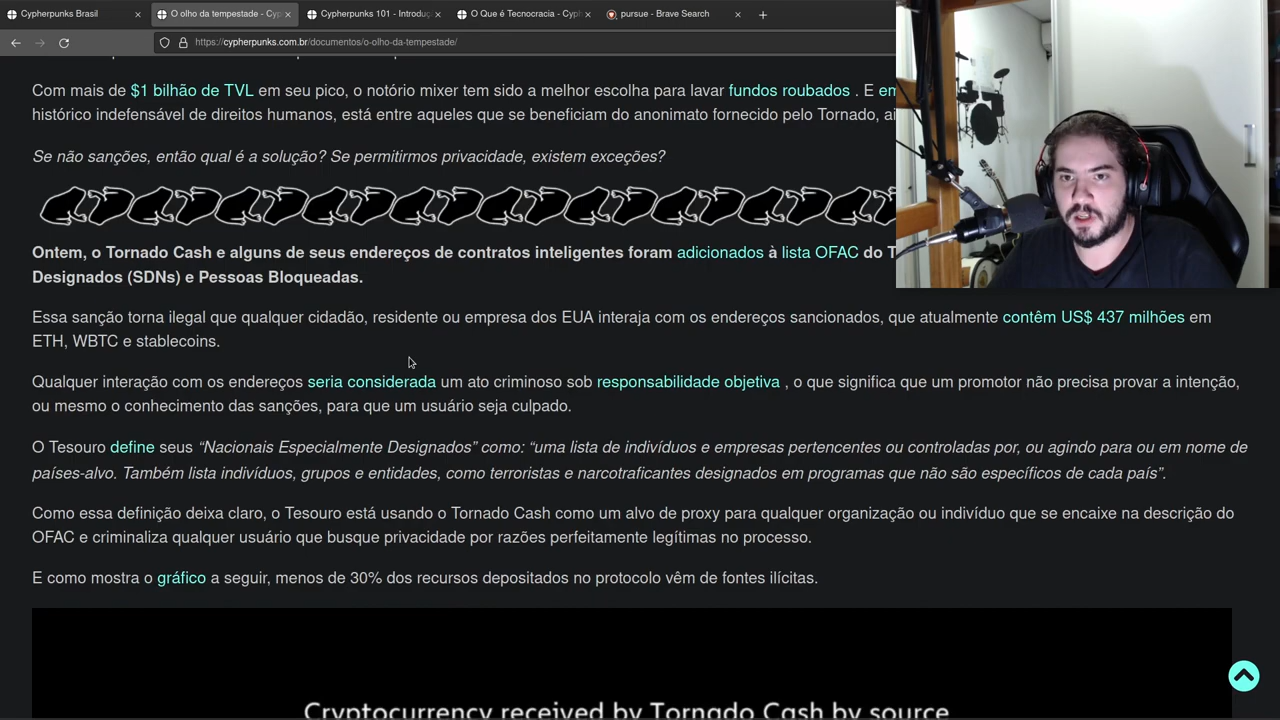 Cypherpunks Brasil
O olho da tempestade - Cyp
Cypherpunks 101 - Introduç
O Que é Tecnocracia - Cyph
pursue - Brave Search
https://cypherpunks.com.br/documentos/o-olho-da-tempestade/
Com mais de $1 bilhão de TVL em seu pico, o notório mixer tem sido a melhor escolha para lavar fundos roubados . E em
histórico indefensável de direitos humanos, está entre aqueles que se beneficiam do anonimato fornecido pelo Tornado, ai
Se não sanções, então qual é a solução? Se permitirmos privacidade, existem exceções?
Ontem, o Tornado Cash e alguns de seus endereços de contratos inteligentes foram adicionados à lista OFAC do T
Designados (SDNs) e Pessoas Bloqueadas.
Essa sanção torna ilegal que qualquer cidadão, residente ou empresa dos EUA interaja com os endereços sancionados, que atualmente contêm US$ 437 milhões em
ETH, WBTC e stablecoins.
Qualquer interação com os endereços seria considerada um ato criminoso sob responsabilidade objetiva , o que significa que um promotor não precisa provar a intenção,
ou mesmo o conhecimento das sanções, para que um usuário seja culpado.
O Tesouro define seus “Nacionais Especialmente Designados” como: “uma lista de indivíduos e empresas pertencentes ou controladas por, ou agindo para ou em nome de
países-alvo. Também lista indivíduos, grupos e entidades, como terroristas e narcotraficantes designados em programas que não são específicos de cada país”.
Como essa definição deixa claro, o Tesouro está usando o Tornado Cash como um alvo de proxy para qualquer organização ou indivíduo que se encaixe na descrição do
OFAC e criminaliza qualquer usuário que busque privacidade por razões perfeitamente legítimas no processo.
E como mostra o gráfico a seguir, menos de 30% dos recursos depositados no protocolo vêm de fontes ilícitas.
Cryptocurrency received by Tornado Cash by source